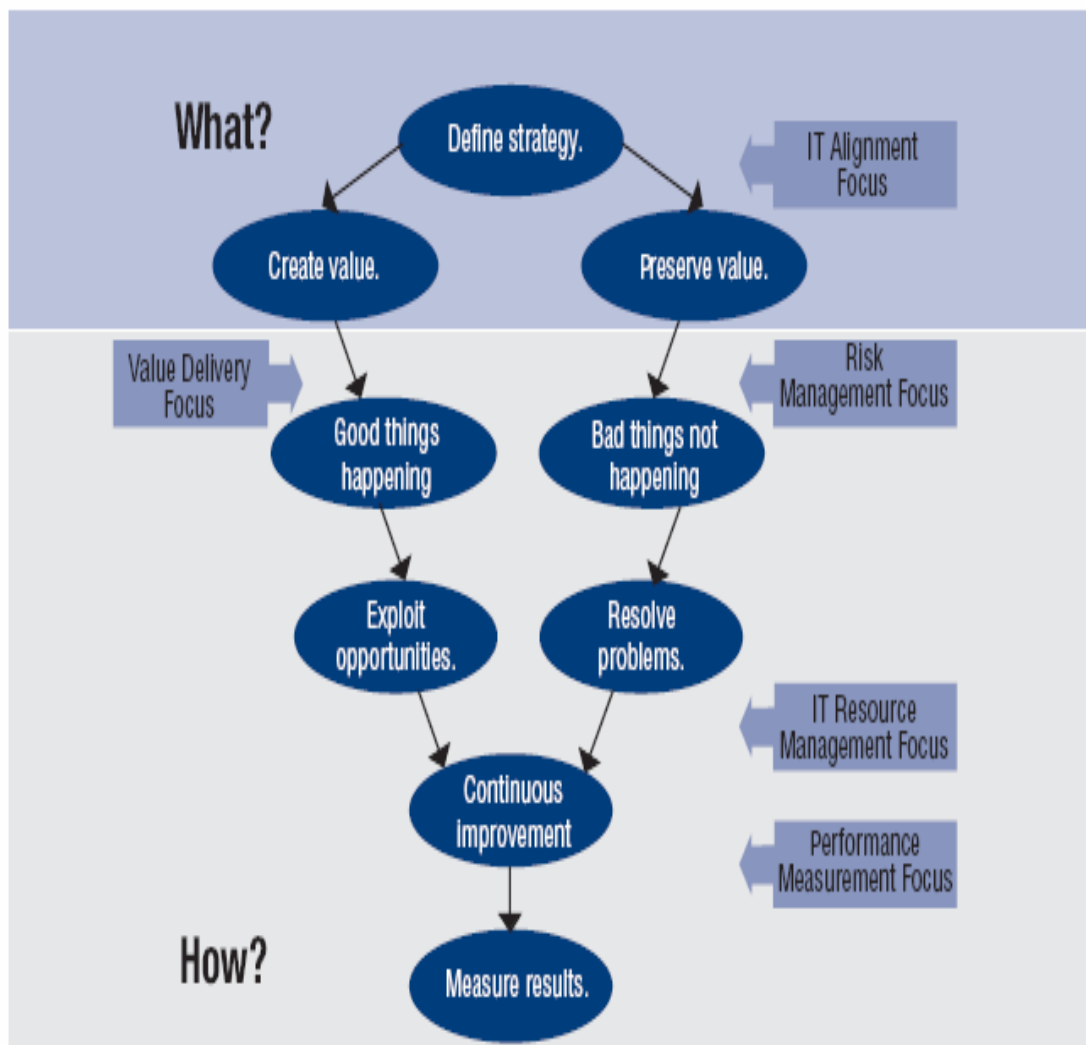 What?
Define strategy.
IT Alignment
Focus
Create value.
Preserve value.
Value Delivery
Focus
Risk
Management Focus
Good things
happening
Bad things not
happening
Exploit
opportunities.
Resolve
problems.
IT Resource
Management Focus
Continuous
improvement
Performance
Measurement Focus
How?
Measure results.